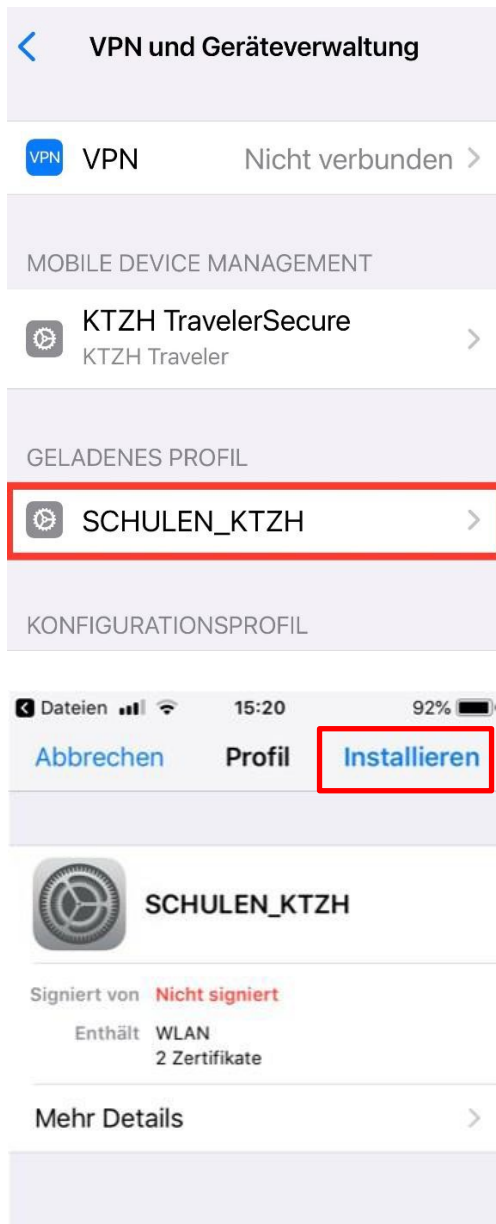 VPN und Geräteverwaltung
VPN VPN Nicht verbunden
MOBILE DEVICE MANAGEMENT
KTZH TravelerSecure
KTZH Traveler
GELADENES PROFIL
SCHULEN_KTZH
KONFIGURATIONSPROFIL
Dateien 15:20 92%
Abbrechen Profil Installieren
SCHULEN_KTZH
Signiert von Nicht signiert
Enthält WLAN
2 Zertifikate
Mehr Details